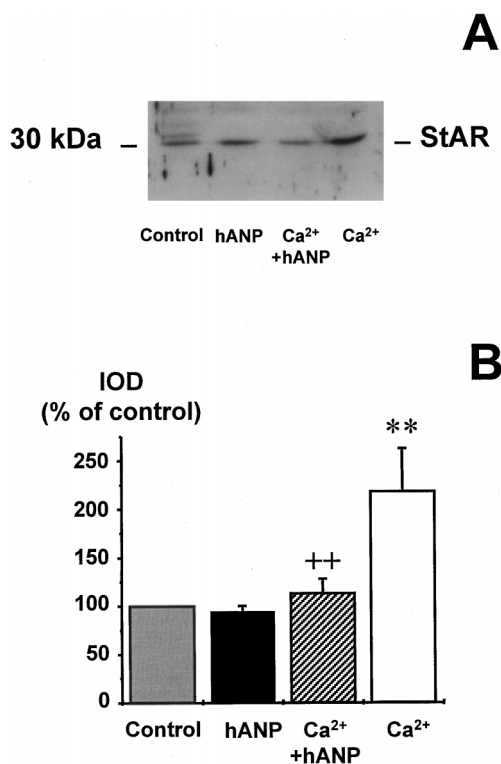 A
30 kDa – – StAR
Control hANP Ca²⁺ +hANP Ca²⁺
B
IOD
(% of control)
**
250
200
++
150
100
50
0
Control hANP Ca²⁺ +hANP Ca²⁺